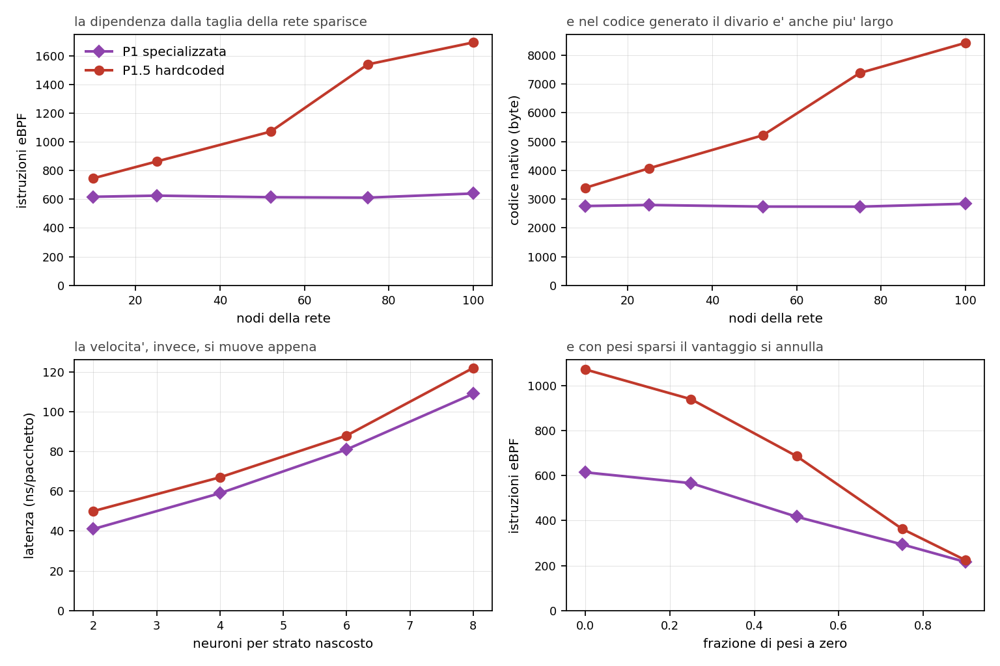 la dipendenza dalla taglia della rete sparisce
P1 specializzata
P1.5 hardcoded
istruzioni eBPF
1600
1400
1200
1000
800
600
400
200
0
20 40 60 80 100
nodi della rete
e nel codice generato il divario e' anche piu' largo
codice nativo (byte)
8000
7000
6000
5000
4000
3000
2000
1000
0
20 40 60 80 100
nodi della rete
la velocita', invece, si muove appena
latenza (ns/pacchetto)
120
100
80
60
40
20
0
2 3 4 5 6 7 8
neuroni per strato nascosto
e con pesi sparsi il vantaggio si annulla
istruzioni eBPF
1000
800
600
400
200
0
0.0 0.2 0.4 0.6 0.8
frazione di pesi a zero